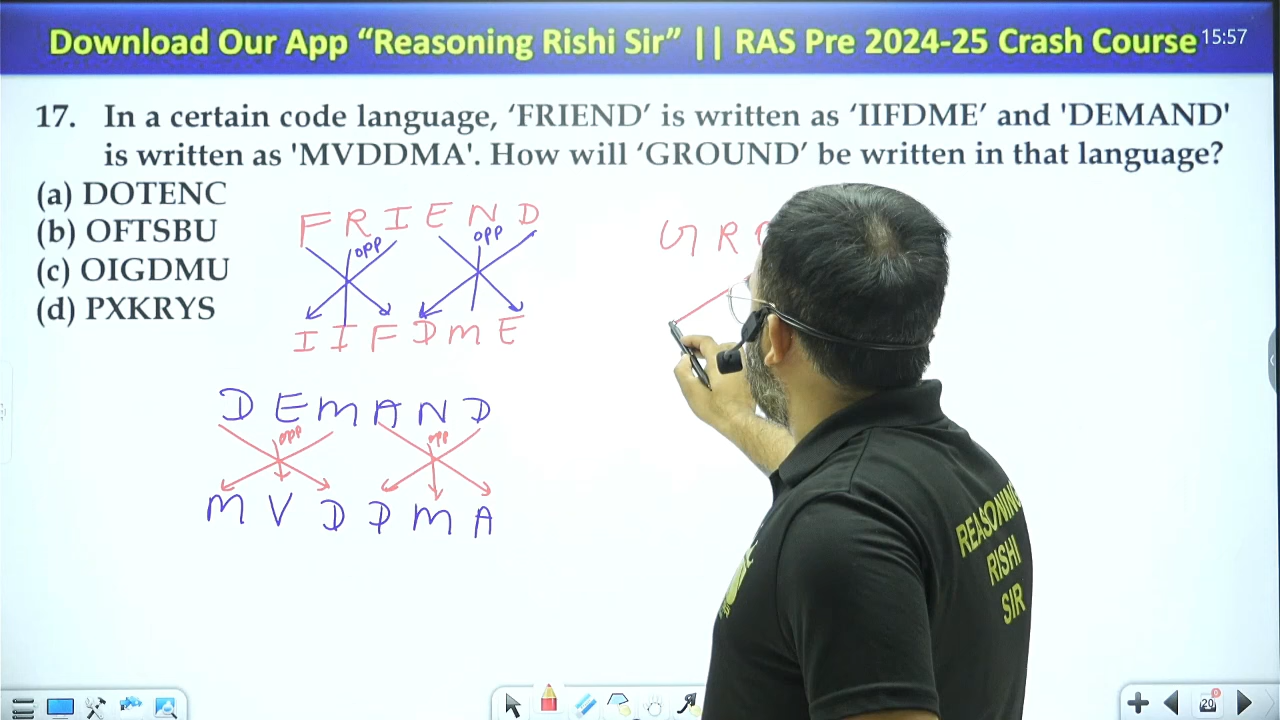 Download Our App “Reasoning Rishi Sir” || RAS Pre 2024-25 Crash Course 15:57
17. In a certain code language, ‘FRIEND’ is written as ‘IIFDME’ and 'DEMAND'
is written as 'MVDDMA'. How will ‘GROUND’ be written in that language?
(a) DOTENC
(b) OFTSBU
(c) OIGDMU
(d) PXKRYS
F R I E N D
opp opp
I I F D M E
G R
D E M A N D
opp opp
M V D D M A
REASONING
RISHI
SIR
20